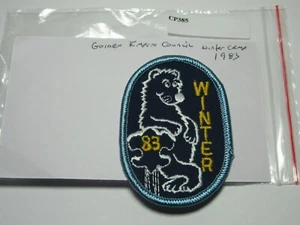 CP385
Golden Empire Council Winter Camp
1983
WINTER
83